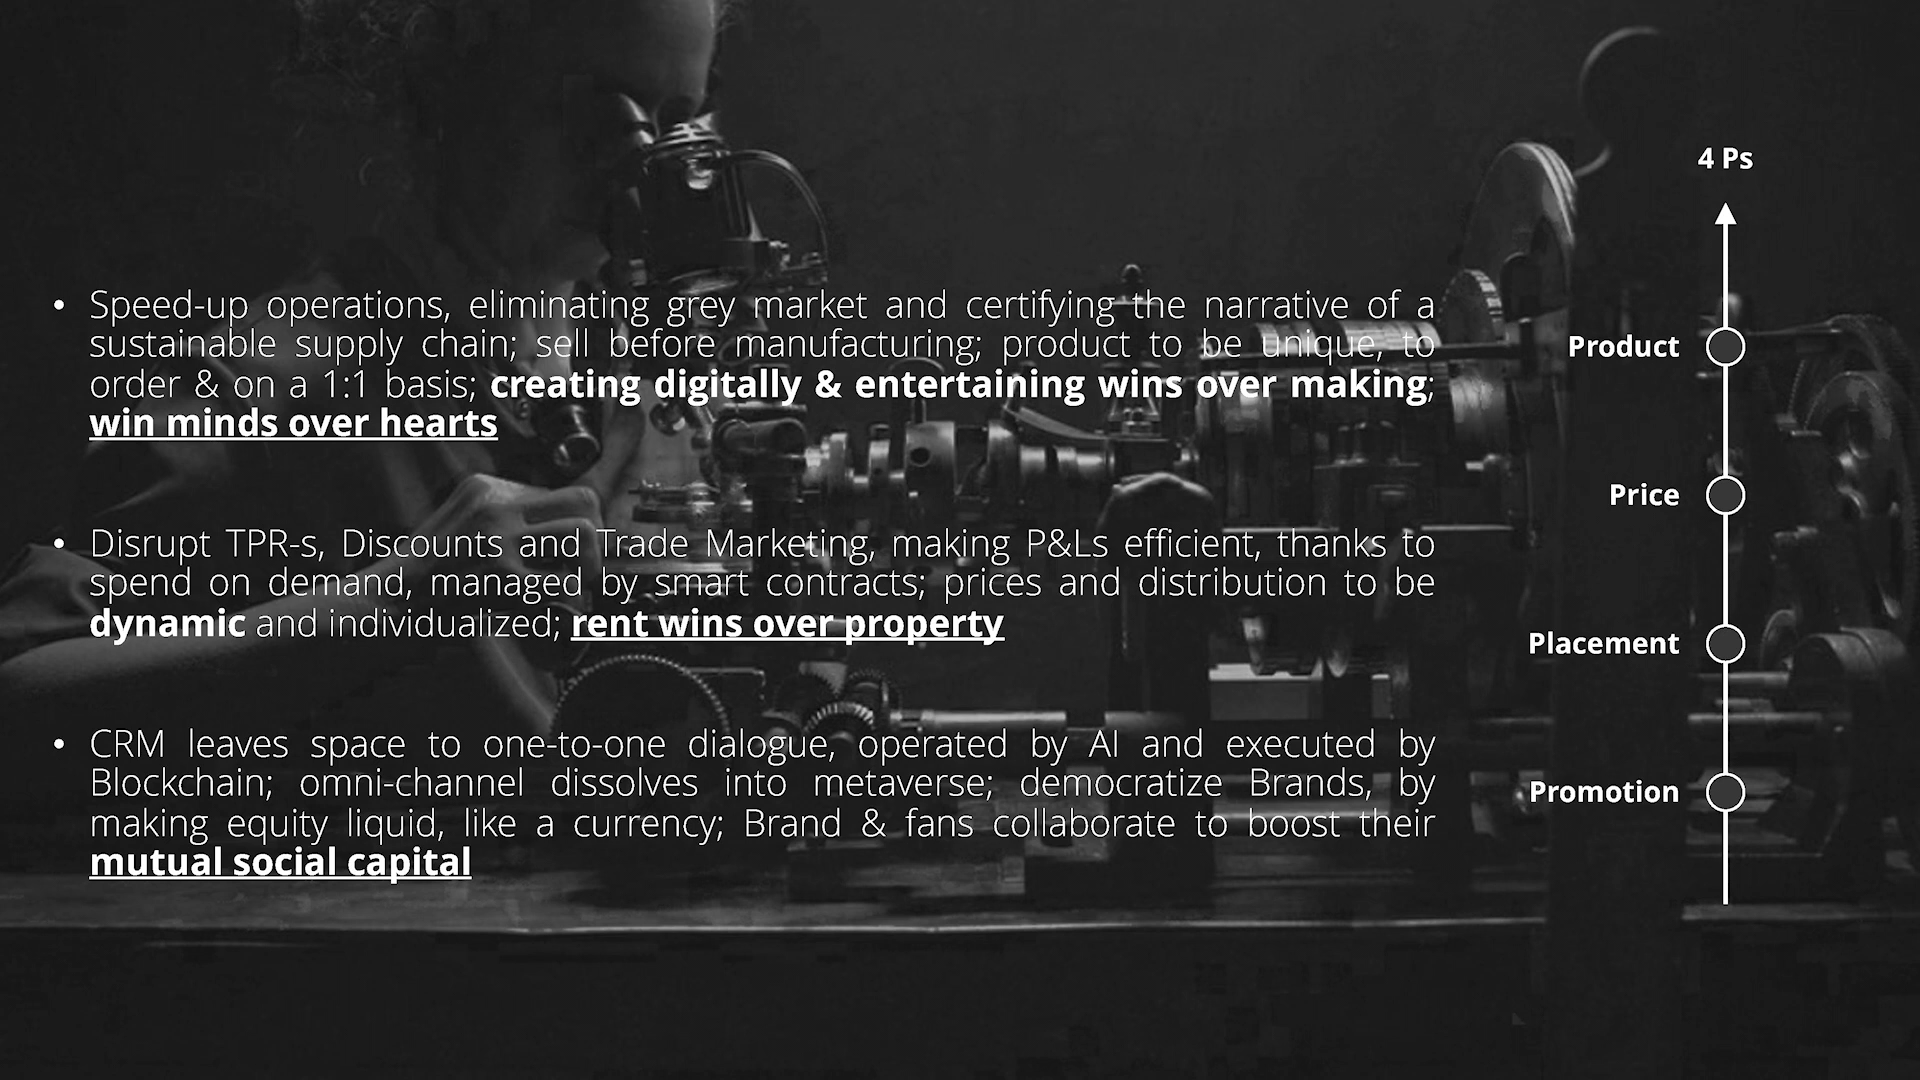 • Speed-up operations, eliminating grey market and certifying the narrative of a
sustainable supply chain; sell before manufacturing; product to be unique, to
order & on a 1:1 basis; creating digitally & entertaining wins over making;
win minds over hearts
• Disrupt TPR-s, Discounts and Trade Marketing, making P&Ls efficient, thanks to
spend on demand, managed by smart contracts; prices and distribution to be
dynamic and individualized; rent wins over property
• CRM leaves space to one-to-one dialogue, operated by AI and executed by
Blockchain; omni-channel dissolves into metaverse; democratize Brands, by
making equity liquid, like a currency; Brand & fans collaborate to boost their
mutual social capital
4 Ps
Product
Price
Placement
Promotion